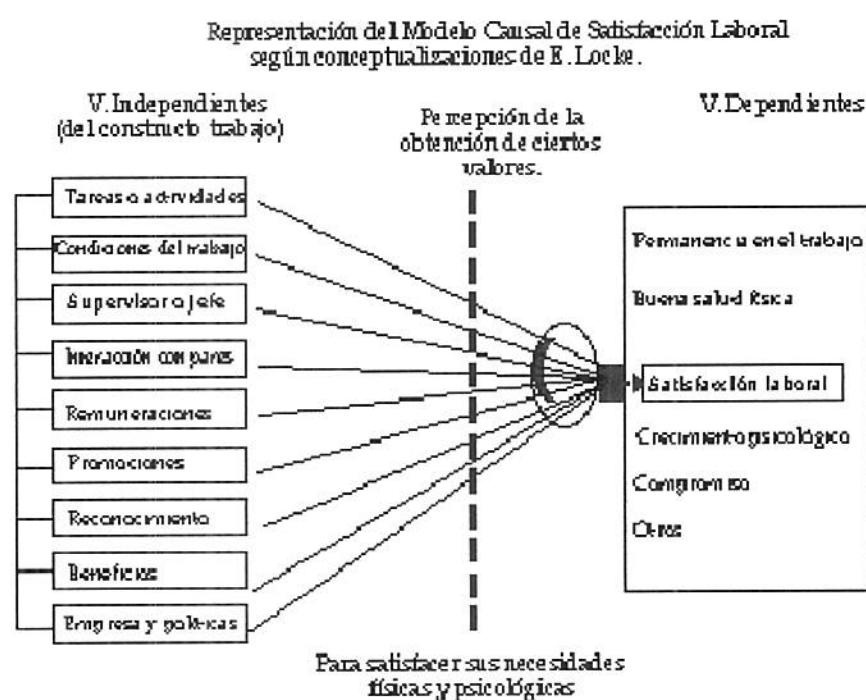 Representación del Modelo Causal de Satisfacción Laboral
según conceptualizaciones de E. Locke.
V. Independientes
(del constructo trabajo)
Percepción de la
obtención de ciertos
valores.
V. Dependientes
Tareas o actividades
Condiciones del trabajo
Supervisor o jefe
Interacción con pares
Remuneraciones
Promociones
Reconocimiento
Beneficios
Empresa y políticas
Permanencia en el trabajo
Buena salud física
Satisfacción laboral
Crecimiento psicológico
Compromiso
Otros
Para satisfacer sus necesidades
físicas y psicológicas